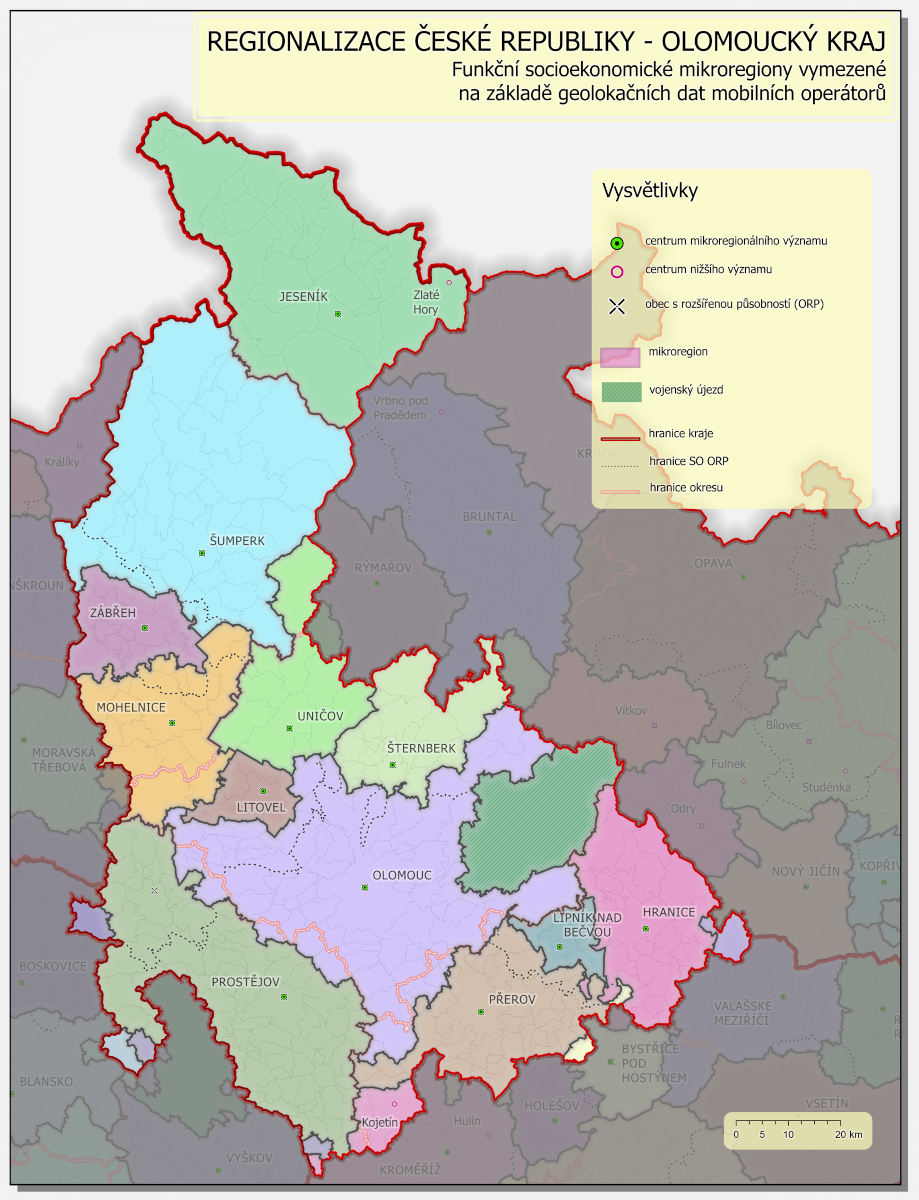 REGIONALIZACE ČESKÉ REPUBLIKY - OLOMOUCKÝ KRAJ
Funkční socioekonomické mikroregiony vymezené
na základě geolokačních dat mobilních operátorů
Vysvětlivky
centrum mikroregionálního významu
centrum nižšího významu
obec s rozšířenou působností (ORP)
mikroregion
vojenský újezd
hranice kraje
hranice SO ORP
hranice okresu
JESENÍK
Zlaté
Hory
Vrbno pod
Pradědem
Králíky
KRNOV
BRUNTÁL
ŠUMPERK
OPAVA
RÝMAŘOV
NŠKROUN
ZÁBŘEH
MOHELNICE
UNIČOV
Vítkov
Bílovec
ŠTERNBERK
MORAVSKÁ
TŘEBOVÁ
Fulnek
Studénka
LITOVEL
Odry
OLOMOUC
NOVÝ JIČÍN
KOPŘIV
LIPNÍK NAD
BEČVOU
HRANICE
BOSKOVICE
PROSTĚJOV
PŘEROV
VALAŠSKÉ
MEZIŘÍČÍ
R
BYSTŘICE
POD
HOSTÝNEM
BLANSKO
Kojetín
Hulín
HOLEŠOV
VSETÍN
VYŠKOV
KROMĚŘÍŽ
0 5 10 20 km